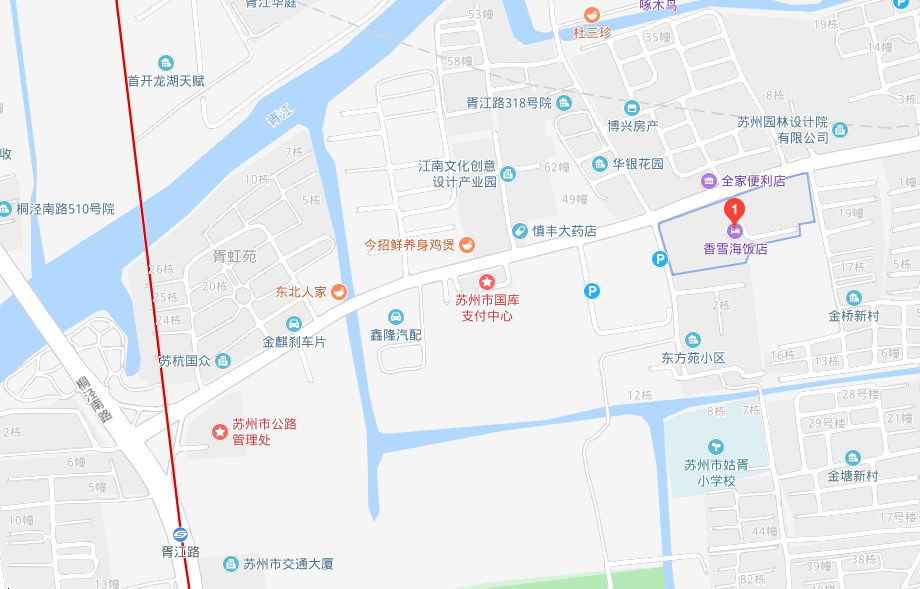 胥江华庭
53幢
啄木鸟
杜三珍
35幢
19栋
14幢
58幢
首开龙湖天赋
8栋
3栋
胥江路318号院
博兴房产
苏州园林设计院
有限公司
胥江
7栋
江南文化创意
设计产业园
62幢
华银花园
收
10栋
全家便利店
1幢
49幢
桐泾南路510号院
1
19幢
慎丰大药店
今招鲜养身鸡煲
香雪海饭店
胥虹苑
26栋
P
17栋
5栋
20栋
东北人家
25栋
苏州市国库
支付中心
P
2栋
金桥新村
24栋
金麒刹车片
鑫隆汽配
苏杭国众
东方苑小区
16栋
13幢
6幢
桐泾南路
12栋
28号楼
8栋
7栋
2栋
苏州市公路
管理处
29号楼
21幢
6幢
苏州市姑胥
小学校
金塘新村
5幢
10幢
17号楼
44幢
胥江路
苏州市交通大厦
39幢
38幢
13幢
82栋
P